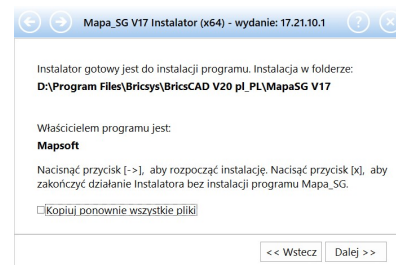 Mapa_SG V17 Instalator (x64) - wydanie: 17.21.10.1
Instalator gotowy jest do instalacji programu. Instalacja w folderze:
D:\Program Files\Bricsys\BricsCAD V20 pl_PL\MapaSG V17
Właścicielem programu jest:
Mapsoft
Nacisnąć przycisk [->], aby rozpocząć instalację. Nacisąć przycisk [x], aby
zakończyć działanie Instalatora bez instalacji programu Mapa_SG.
Kopiuj ponownie wszystkie pliki
<< Wstecz
Dalej >>